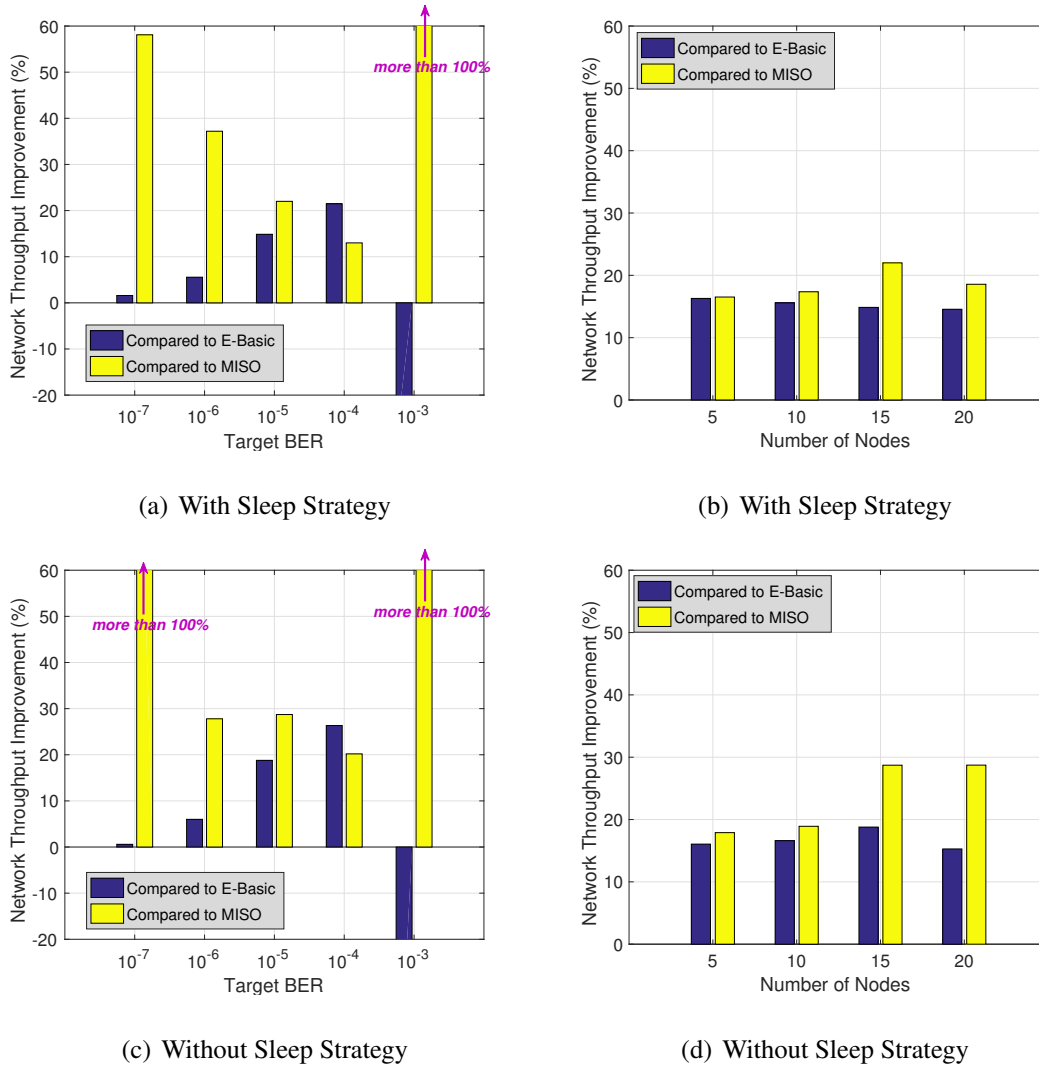 60
50
40
30
20
10
0
-10
-20
Network Throughput Improvement (%)
more than 100%
Compared to E-Basic
Compared to MISO
10-7
10-6
10-5
10-4
10-3
Target BER
(a) With Sleep Strategy
60
50
40
30
20
10
0
Network Throughput Improvement (%)
Compared to E-Basic
Compared to MISO
5
10
15
20
Number of Nodes
(b) With Sleep Strategy
60
50
40
30
20
10
0
-10
-20
Network Throughput Improvement (%)
more than 100%
more than 100%
Compared to E-Basic
Compared to MISO
10-7
10-6
10-5
10-4
10-3
Target BER
(c) Without Sleep Strategy
60
50
40
30
20
10
0
Network Throughput Improvement (%)
Compared to E-Basic
Compared to MISO
5
10
15
20
Number of Nodes
(d) Without Sleep Strategy